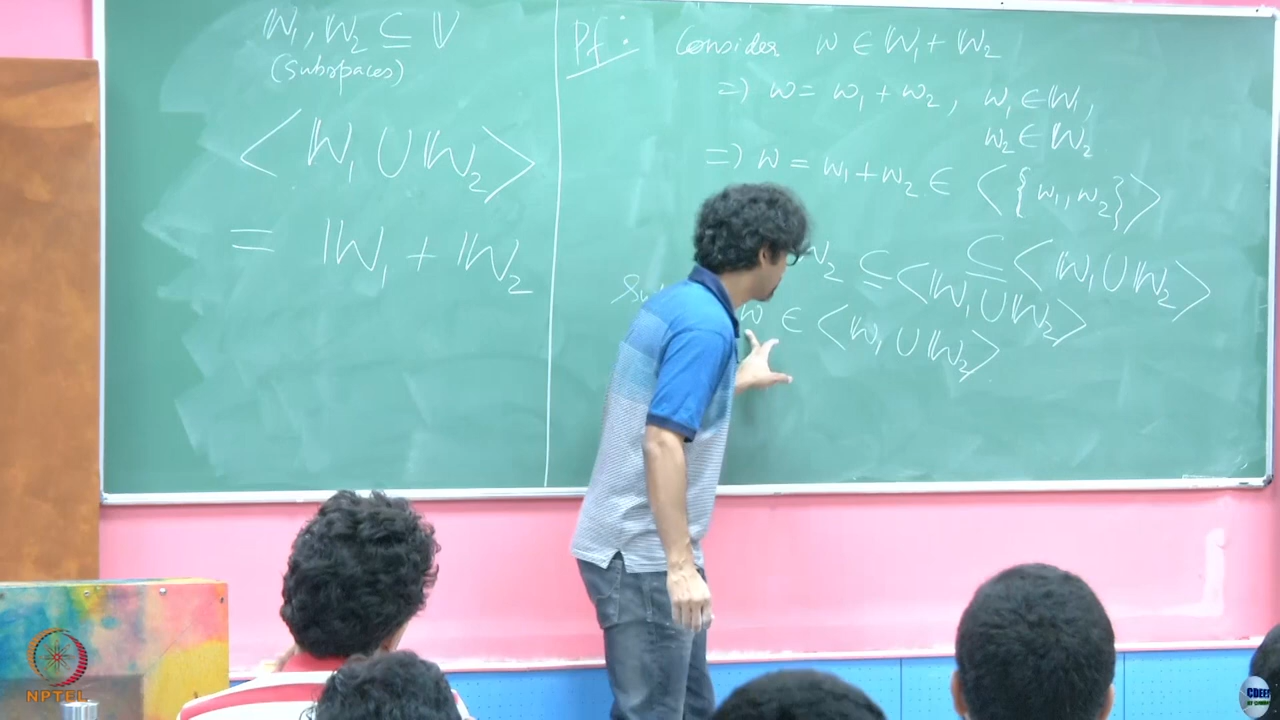 𝕎₁, 𝕎₂ ⊆ 𝕍
(Subspaces)
< 𝕎₁ ∪ 𝕎₂ >
= 𝕎₁ + 𝕎₂
Pf: Consider w ∈ 𝕎₁ + 𝕎₂
=> w = w₁ + w₂, w₁ ∈ 𝕎₁,
w₂ ∈ 𝕎₂
=> w = w₁ + w₂ ∈ < {w₁, w₂} >
⊆ < 𝕎₁ ∪ 𝕎₂ >
𝕎₂ ⊆ < 𝕎₁ ∪ 𝕎₂ >
w ∈ < 𝕎₁ ∪ 𝕎₂ >
NPTEL